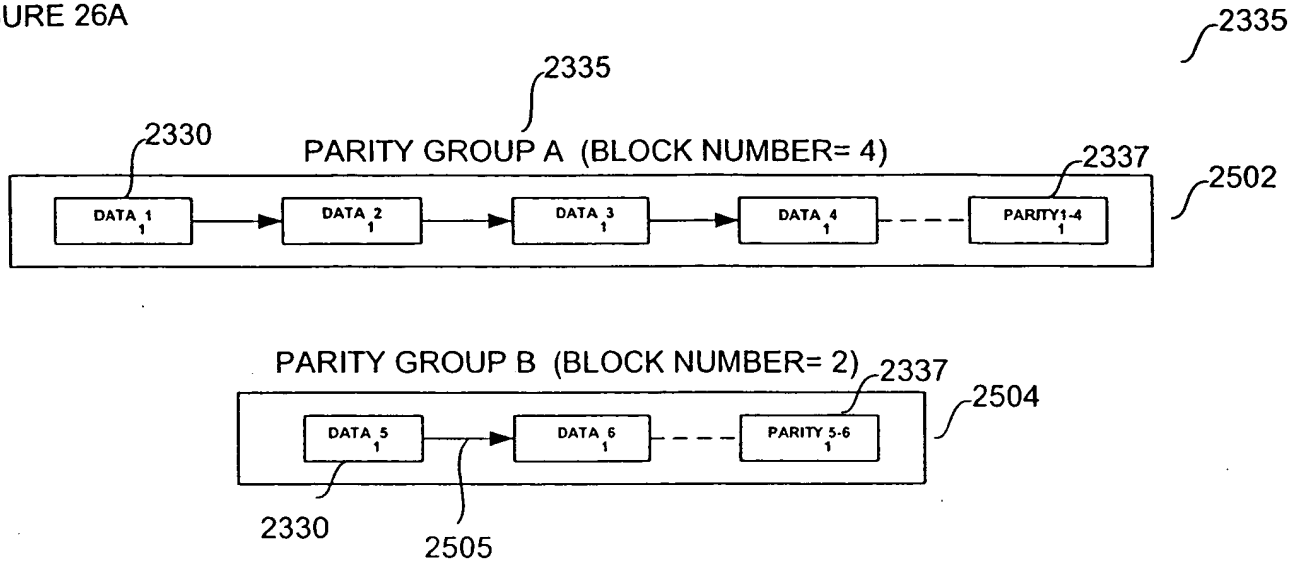 URE 26A
2335
2335
2330
PARITY GROUP A (BLOCK NUMBER= 4)
2337
2502
DATA 1
1
DATA 2
1
DATA 3
1
DATA 4
1
PARITY1-4
1
PARITY GROUP B (BLOCK NUMBER= 2)
2337
2504
DATA 5
1
DATA 6
1
PARITY 5-6
1
2330
2505